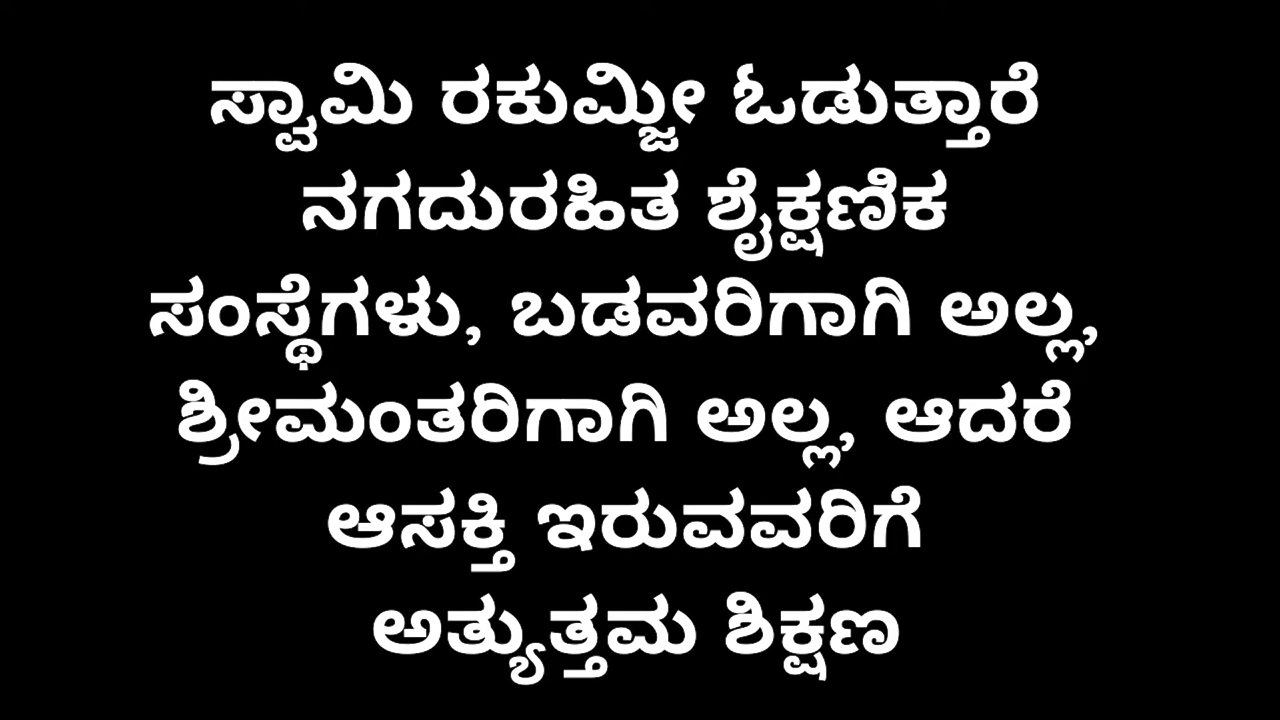 ಸ್ವಾಮಿ ರಕುಮ್ಜೀ ಓಡುತ್ತಾರೆ
ನಗದುರಹಿತ ಶೈಕ್ಷಣಿಕ
ಸಂಸ್ಥೆಗಳು, ಬಡವರಿಗಾಗಿ ಅಲ್ಲ,
ಶ್ರೀಮಂತರಿಗಾಗಿ ಅಲ್ಲ, ಆದರೆ
ಆಸಕ್ತಿ ಇರುವವರಿಗೆ
ಅತ್ಯುತ್ತಮ ಶಿಕ್ಷಣ